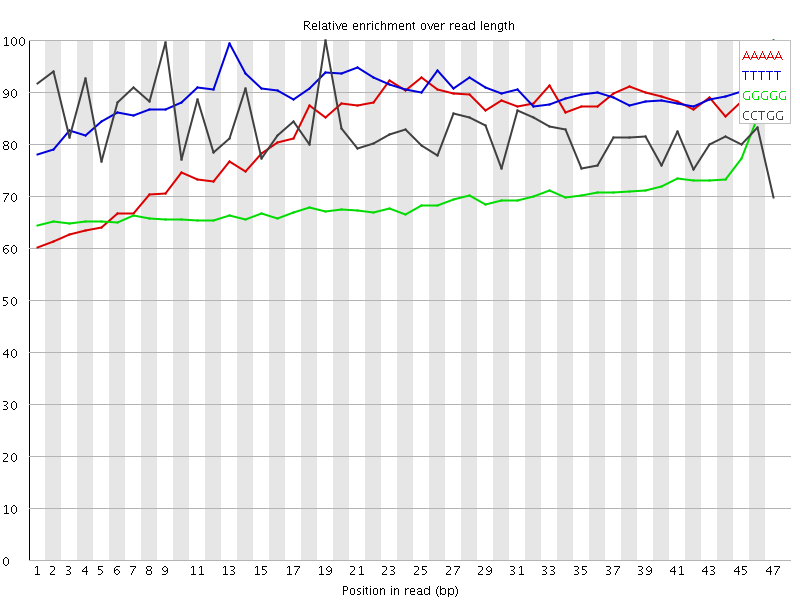 Relative enrichment over read length
100
90
80
70
60
50
40
30
20
10
0
AAAAA
TTTTT
GGGGG
CCTGG
1 2 3 4 5 6 7 8 9 11 13 15 17 19 21 23 25 27 29 31 33 35 37 39 41 43 45 47
Position in read (bp)